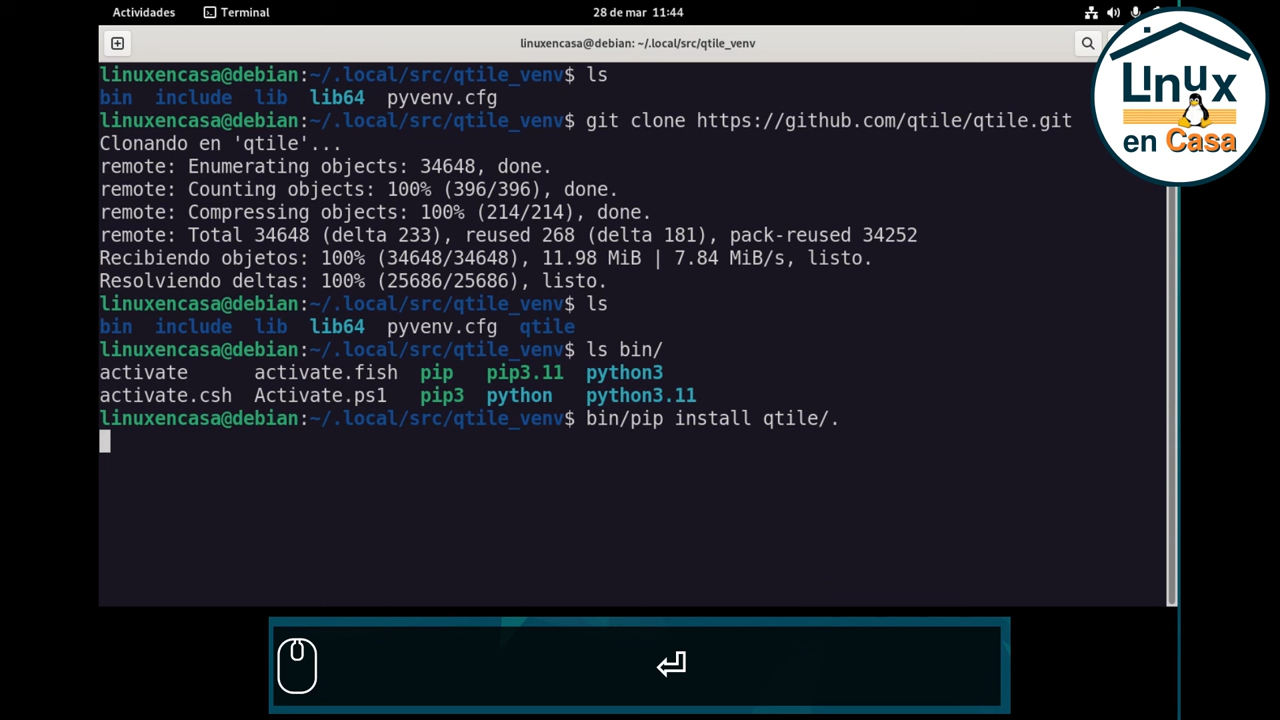 Actividades Terminal 28 de mar 11:44
linuxencasa@debian: ~/.local/src/qtile_venv
linuxencasa@debian:~/.local/src/qtile_venv$ ls
bin include lib lib64 pyvenv.cfg
linuxencasa@debian:~/.local/src/qtile_venv$ git clone https://github.com/qtile/qtile.git
Clonando en 'qtile'...
remote: Enumerating objects: 34648, done.
remote: Counting objects: 100% (396/396), done.
remote: Compressing objects: 100% (214/214), done.
remote: Total 34648 (delta 233), reused 268 (delta 181), pack-reused 34252
Recibiendo objetos: 100% (34648/34648), 11.98 MiB | 7.84 MiB/s, listo.
Resolviendo deltas: 100% (25686/25686), listo.
linuxencasa@debian:~/.local/src/qtile_venv$ ls
bin include lib lib64 pyvenv.cfg qtile
linuxencasa@debian:~/.local/src/qtile_venv$ ls bin/
activate activate.fish pip pip3.11 python3
activate.csh Activate.ps1 pip3 python python3.11
linuxencasa@debian:~/.local/src/qtile_venv$ bin/pip install qtile/.
Linux
en Casa